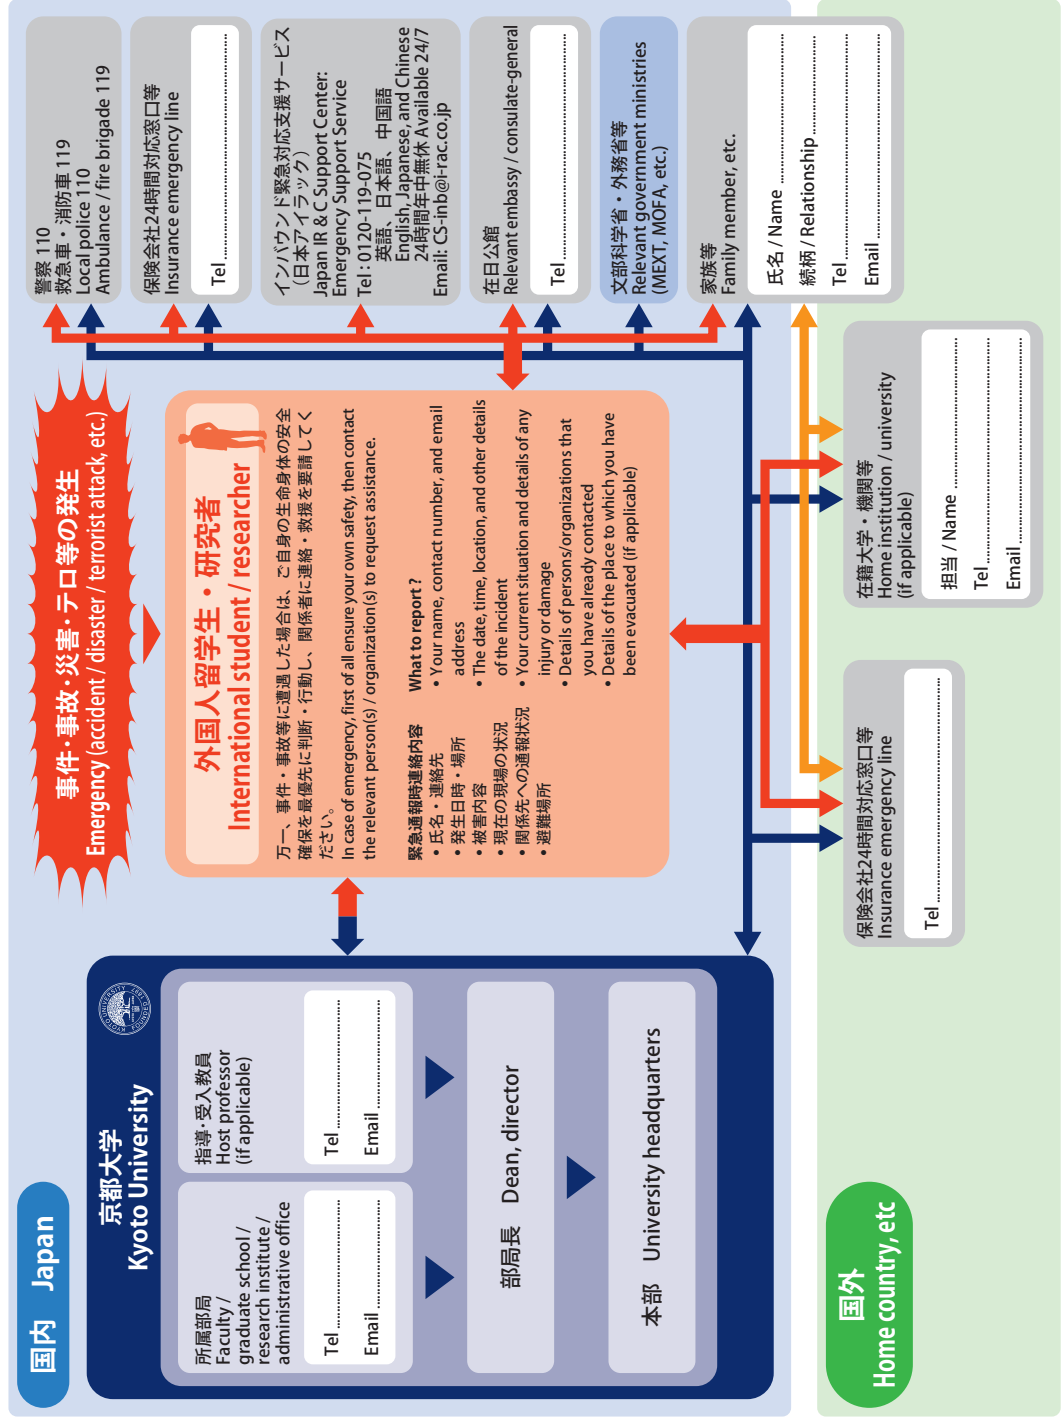 国内 Japan
京都大学
Kyoto University
KYOTO UNIVERSITY FOUNDED 1897
所属部局
Faculty /
graduate school /
research institute /
administrative office
Tel
Email
指導・受入教員
Host professor
(if applicable)
Tel
Email
部局長 Dean, director
本部 University headquarters
事件・事故・災害・テロ等の発生
Emergency (accident / disaster / terrorist attack, etc.)
外国人留学生・研究者
International student / researcher
万一、事件・事故等に遭遇した場合は、ご自身の生命身体の安全
確保を最優先に判断・行動し、関係者に連絡・救援を要請してく
ださい。
In case of emergency, first of all ensure your own safety, then contact
the relevant person(s) / organization(s) to request assistance.
緊急通報時連絡内容
• 氏名・連絡先
• 発生日時・場所
• 被害内容
• 現在の現場の状況
• 関係先への通報状況
• 避難場所
What to report ?
• Your name, contact number, and email
address
• The date, time, location, and other details
of the incident
• Your current situation and details of any
injury or damage
• Details of persons/organizations that
you have already contacted
• Details of the place to which you have
been evacuated (if applicable)
警察 110
救急車・消防車 119
Local police 110
Ambulance / fire brigade 119
保険会社24時間対応窓口等
Insurance emergency line
Tel
インバウンド緊急対応支援サービス
(日本アイラック)
Japan IR & C Support Center:
Emergency Support Service
Tel : 0120-119-075
英語、日本語、中国語
English, Japanese, and Chinese
24時間年中無休 Available 24/7
Email: CS-inb@i-rac.co.jp
在日公館
Relevant embassy / consulate-general
Tel
文部科学省・外務省等
Relevant government ministries
(MEXT, MOFA, etc.)
家族等
Family member, etc.
氏名 / Name
続柄 / Relationship
Tel
Email
国外
Home country, etc
保険会社24時間対応窓口等
Insurance emergency line
Tel
在籍大学・機関等
Home institution / university
(if applicable)
担当 / Name
Tel
Email